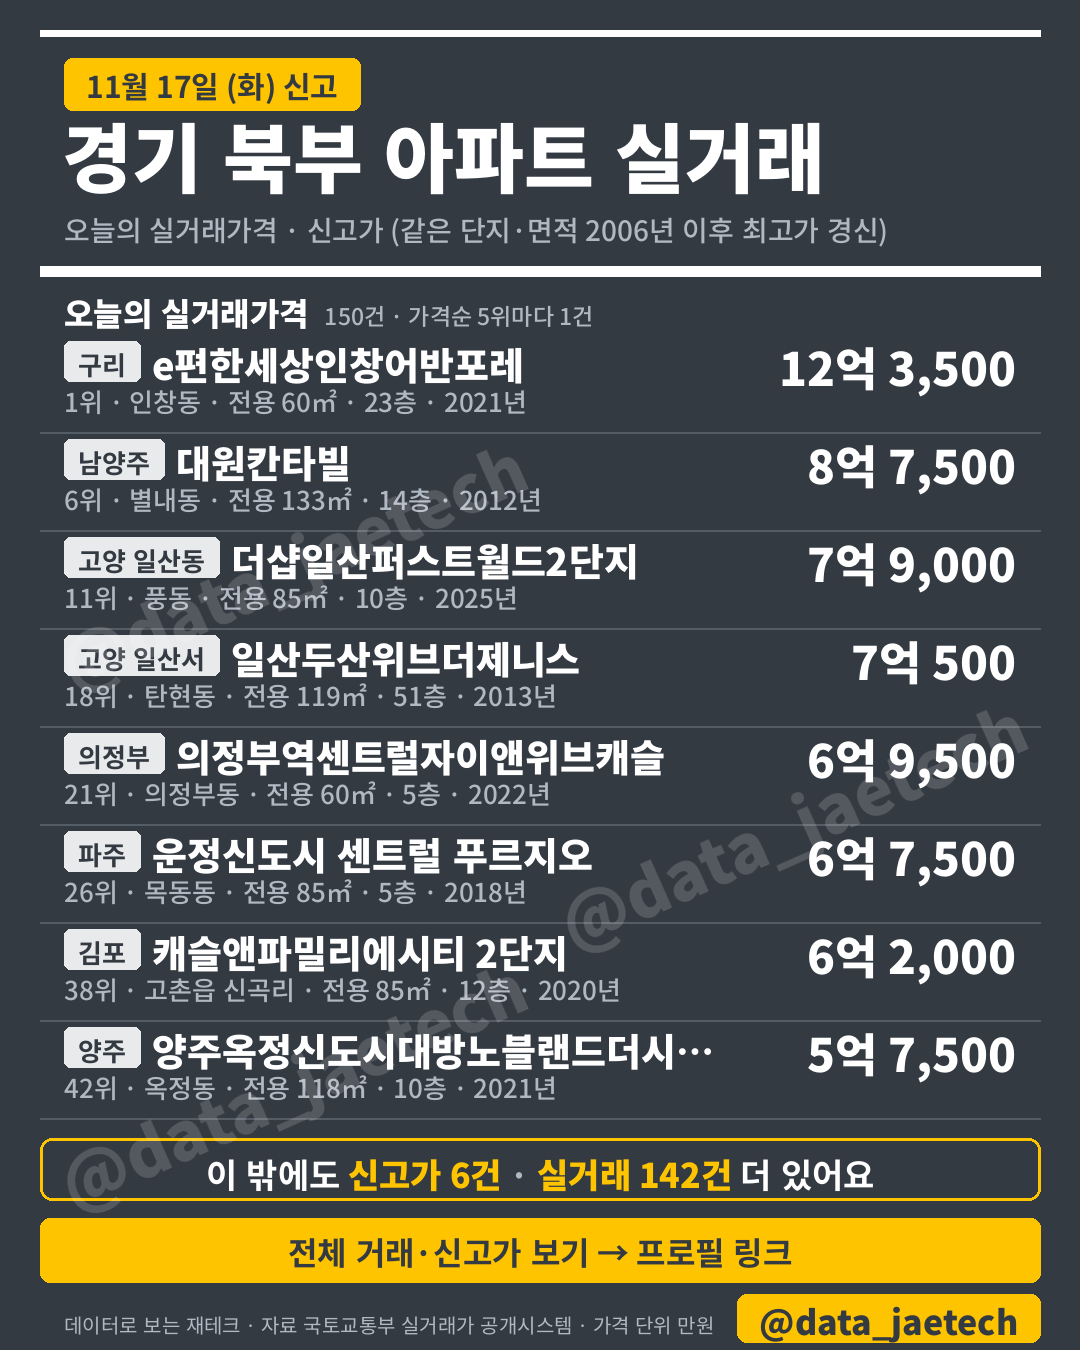 11월 17일 (화) 신고
경기 북부 아파트 실거래
오늘의 실거래가격 · 신고가 (같은 단지·면적 2006년 이후 최고가 경신)
오늘의 실거래가격 150건 · 가격순 5위마다 1건
구리 e편한세상인창어반포레 12억 3,500
1위 · 인창동 · 전용 60㎡ · 23층 · 2021년
남양주 대원칸타빌 8억 7,500
6위 · 별내동 · 전용 133㎡ · 14층 · 2012년
고양 일산동 더샵일산퍼스트월드2단지 7억 9,000
11위 · 풍동 · 전용 85㎡ · 10층 · 2025년
고양 일산서 일산두산위브더제니스 7억 500
18위 · 탄현동 · 전용 119㎡ · 51층 · 2013년
의정부 의정부역센트럴자이앤위브캐슬 6억 9,500
21위 · 의정부동 · 전용 60㎡ · 5층 · 2022년
파주 운정신도시 센트럴 푸르지오 6억 7,500
26위 · 목동동 · 전용 85㎡ · 5층 · 2018년
김포 캐슬앤파밀리에시티 2단지 6억 2,000
38위 · 고촌읍 신곡리 · 전용 85㎡ · 12층 · 2020년
양주 양주옥정신도시대방노블랜드더시… 5억 7,500
42위 · 옥정동 · 전용 118㎡ · 10층 · 2021년
이 밖에도 신고가 6건 · 실거래 142건 더 있어요
전체 거래·신고가 보기 → 프로필 링크
데이터로 보는 재테크 · 자료 국토교통부 실거래가 공개시스템 · 가격 단위 만원 @data_jaetech
@data_jaetech
@data_jaetech
@data_jaetech